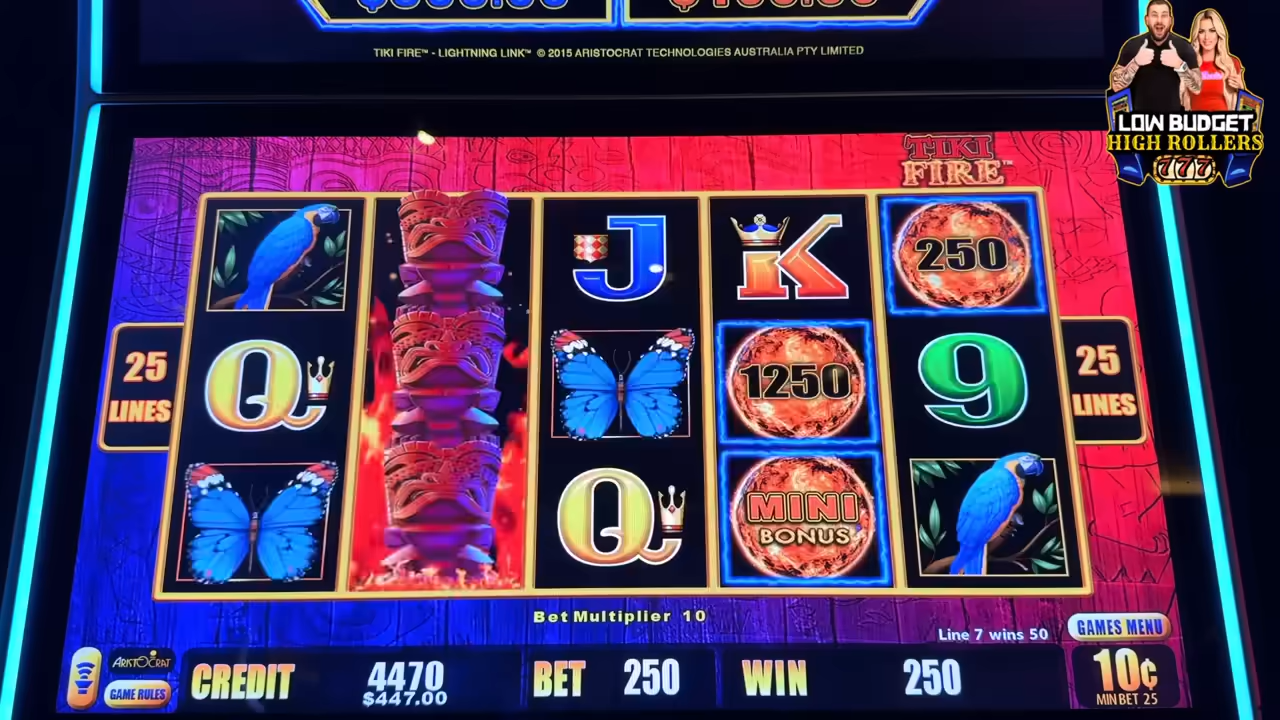 TIKI FIRE™ - LIGHTNING LINK™ © 2015 ARISTOCRAT TECHNOLOGIES AUSTRALIA PTY LIMITED
LOW BUDGET
HIGH ROLLERS
777
TIKI
FIRE™
J
K
250
25
LINES
Q
1250
9
25
LINES
Q
MINI
BONUS
Bet Multiplier 10
Line 7 wins 50
GAMES MENU
ARISTOCRAT
GAME RULES
CREDIT
4470
$447.00
BET
250
WIN
250
10¢
MIN BET 25